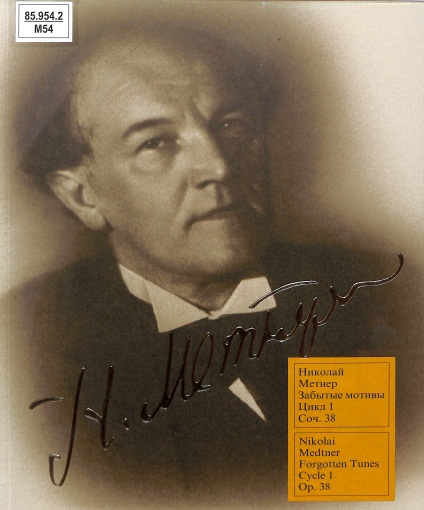 85.954.2
М54
Н. Метнер
Николай
Метнер
Забытые мотивы
Цикл 1
Соч. 38
Nikolai
Medtner
Forgotten Tunes
Cycle 1
Op. 38